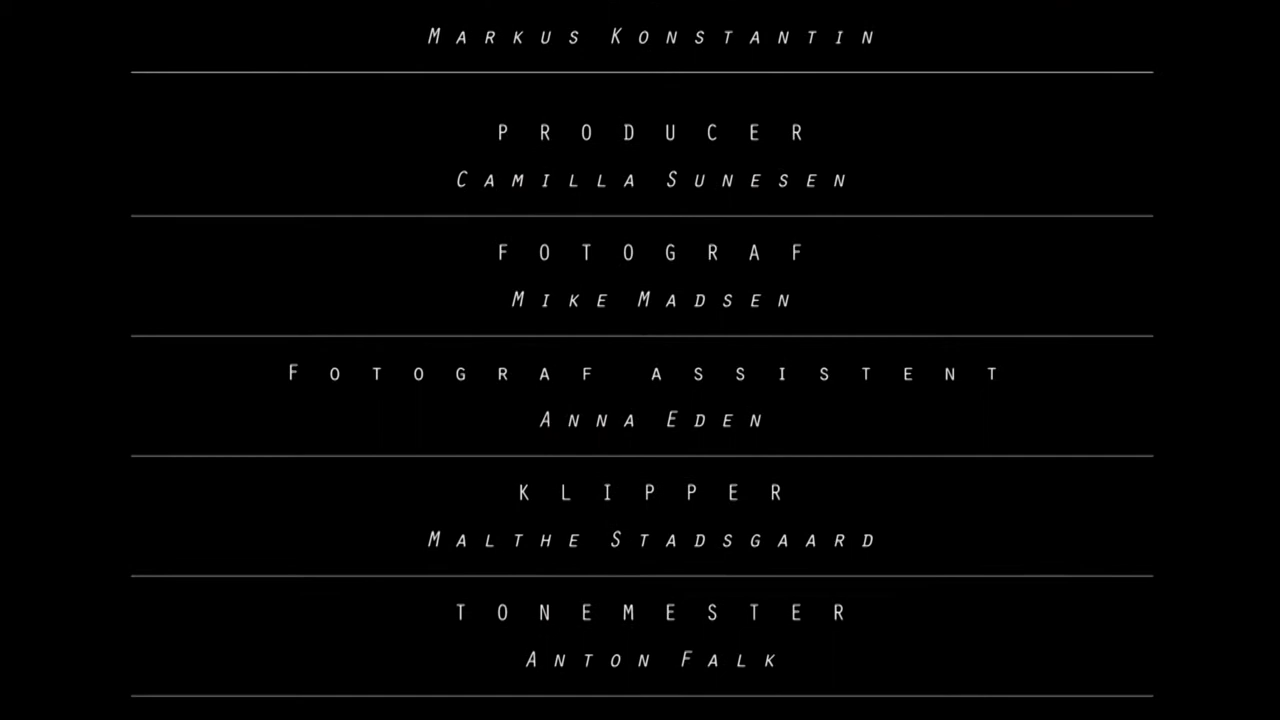 Markus Konstantin
PRODUCER
Camilla Sunesen
FOTOGRAF
Mike Madsen
Fotograf assistent
Anna Eden
KLIPPER
Malthe Stadsgaard
TONEMESTER
Anton Falk